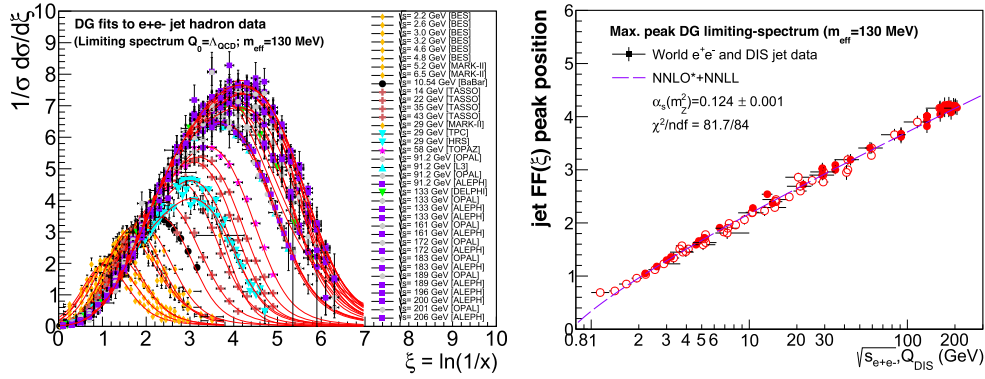 DG fits to e+e- jet hadron data
(Limiting spectrum Q0=ΛQCD; meff=130 MeV)
1/σ dσ/dξ
10
9
8
7
6
5
4
3
2
1
0
0 1 2 3 4 5 6 7 8 9 10
ξ = ln(1/x)
√s= 2.2 GeV [BES]
√s= 2.6 GeV [BES]
√s= 3.0 GeV [BES]
√s= 3.2 GeV [BES]
√s= 4.6 GeV [BES]
√s= 4.8 GeV [BES]
√s= 5.2 GeV [MARK-II]
√s= 6.5 GeV [MARK-II]
√s= 10.54 GeV [BaBar]
√s= 14 GeV [TASSO]
√s= 22 GeV [TASSO]
√s= 35 GeV [TASSO]
√s= 43 GeV [TASSO]
√s= 29 GeV [MARK-II]
√s= 29 GeV [TPC]
√s= 29 GeV [HRS]
√s= 58 GeV [TOPAZ]
√s= 91.2 GeV [OPAL]
√s= 91.2 GeV [L3]
√s= 91.2 GeV [OPAL]
√s= 91.2 GeV [ALEPH]
√s= 133 GeV [DELPHI]
√s= 133 GeV [OPAL]
√s= 133 GeV [ALEPH]
√s= 133 GeV [ALEPH]
√s= 161 GeV [OPAL]
√s= 161 GeV [ALEPH]
√s= 172 GeV [OPAL]
√s= 172 GeV [ALEPH]
√s= 183 GeV [OPAL]
√s= 183 GeV [ALEPH]
√s= 189 GeV [OPAL]
√s= 189 GeV [ALEPH]
√s= 196 GeV [ALEPH]
√s= 200 GeV [ALEPH]
√s= 201 GeV [OPAL]
√s= 206 GeV [ALEPH]
Max. peak DG limiting-spectrum (meff=130 MeV)
World e+e- and DIS jet data
NNLO*+NNLL
αs(m2Z)=0.124 ± 0.001
χ2/ndf = 81.7/84
jet FF(ξ) peak position
6
5
4
3
2
1
0
0.8 1 2 3 4 5 6 10 20 30 100 200
√s e+e-,QDIS (GeV)